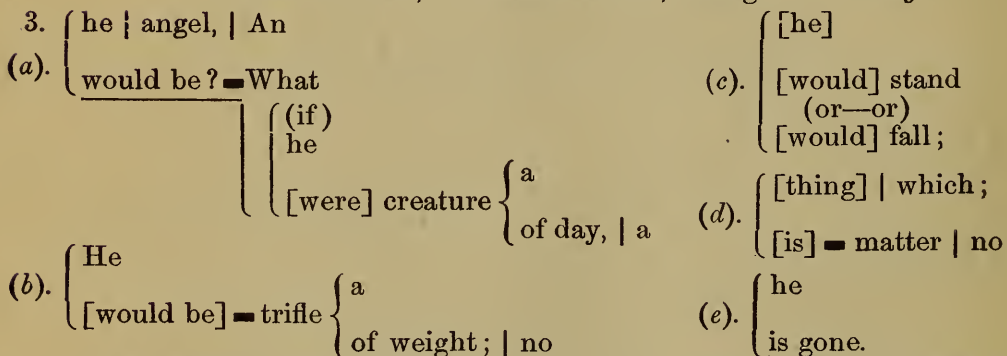 3.
(a).
he | angel, | An
would be? ▬ What
(if)
he
[were] creature
a
of day, | a
(b).
He
[would be] ▬ trifle
a
of weight; | no
(c).
[he]
[would] stand
(or—or)
[would] fall;
(d).
[thing] | which;
[is] ▬ matter | no
(e).
he
is gone.